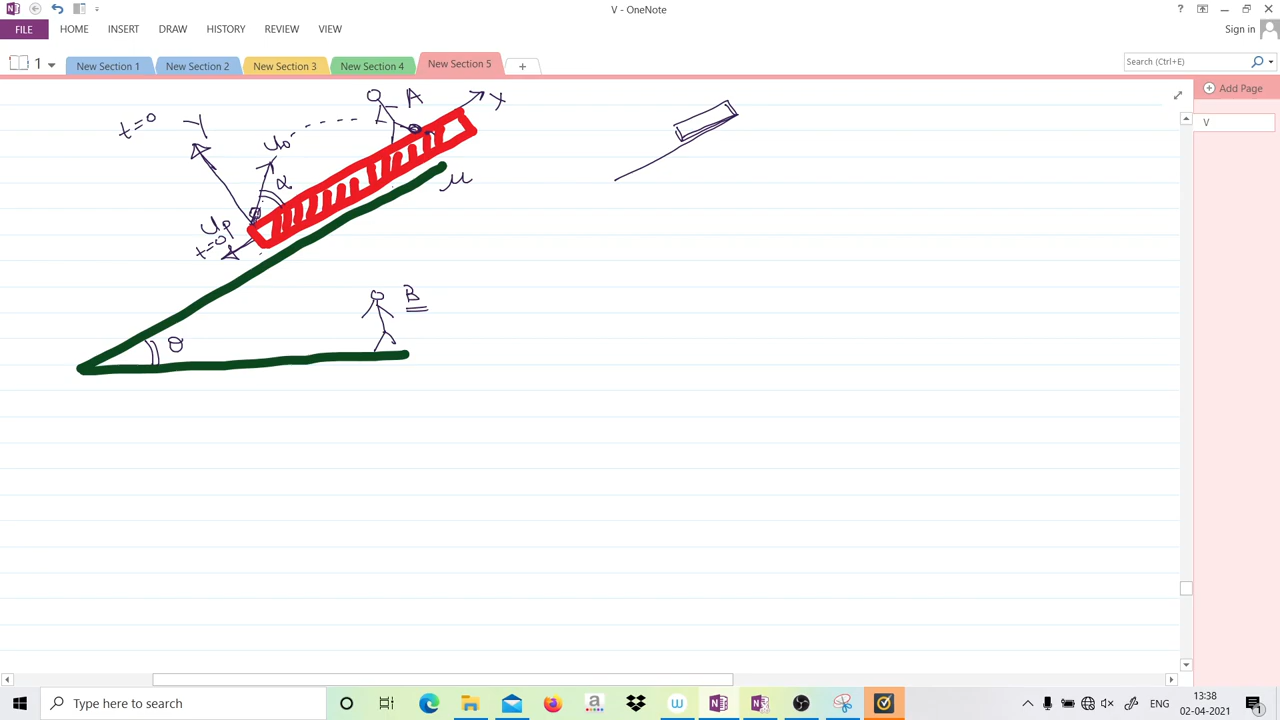 V - OneNote
Sign in
FILE HOME INSERT DRAW HISTORY REVIEW VIEW
1 New Section 1 New Section 2 New Section 3 New Section 4 New Section 5
Search (Ctrl+E)
Add Page
V
t=0 Y
u₀
A
X
α
μ
up
t=0
B
θ
Type here to search
a
W
ENG
13:38
02-04-2021
1